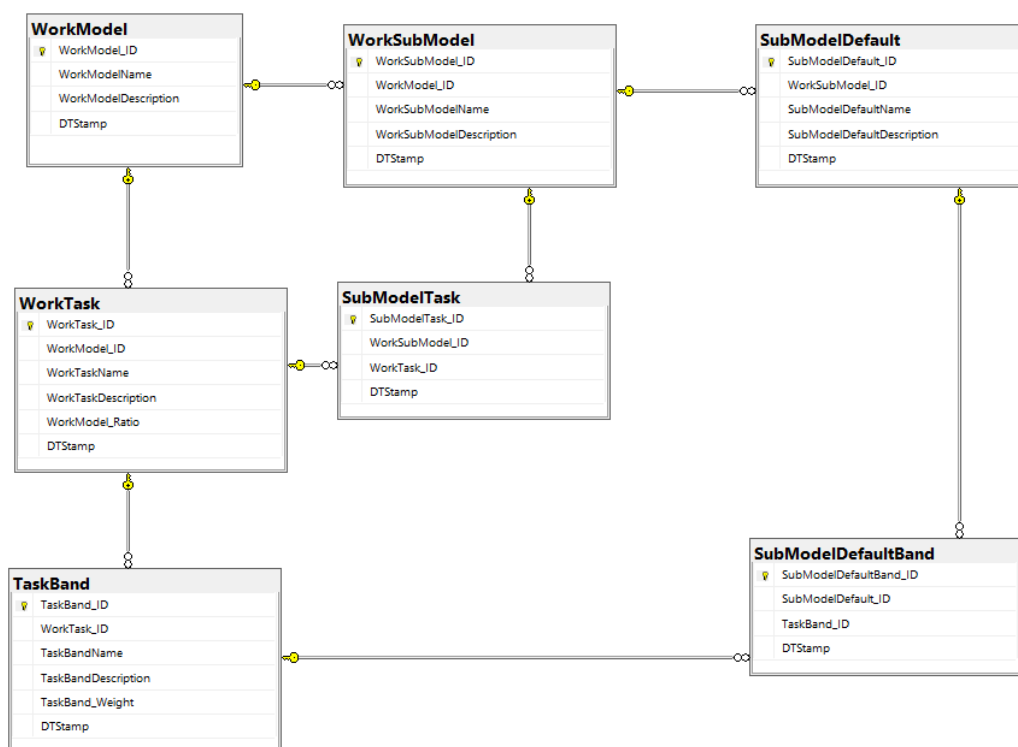 WorkModel
WorkModel_ID
WorkModelName
WorkModelDescription
DTStamp
WorkSubModel
WorkSubModel_ID
WorkModel_ID
WorkSubModelName
WorkSubModelDescription
DTStamp
SubModelDefault
SubModelDefault_ID
WorkSubModel_ID
SubModelDefaultName
SubModelDefaultDescription
DTStamp
WorkTask
WorkTask_ID
WorkModel_ID
WorkTaskName
WorkTaskDescription
WorkModel_Ratio
DTStamp
SubModelTask
SubModelTask_ID
WorkSubModel_ID
WorkTask_ID
DTStamp
TaskBand
TaskBand_ID
WorkTask_ID
TaskBandName
TaskBandDescription
TaskBand_Weight
DTStamp
SubModelDefaultBand
SubModelDefaultBand_ID
SubModelDefault_ID
TaskBand_ID
DTStamp